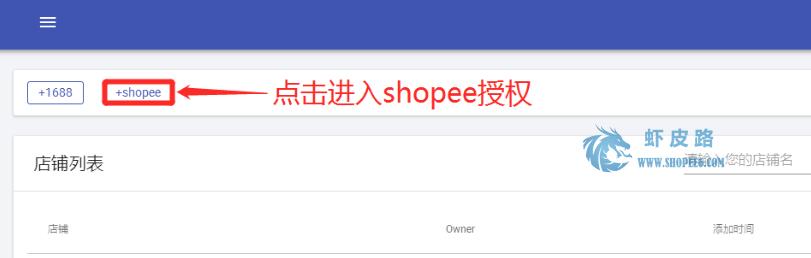 +1688
+shopee
点击进入shopee授权
虾皮路
WWW.SHOPEE6.COM
店铺列表
请输入您的店铺名
店铺
Owner
添加时间